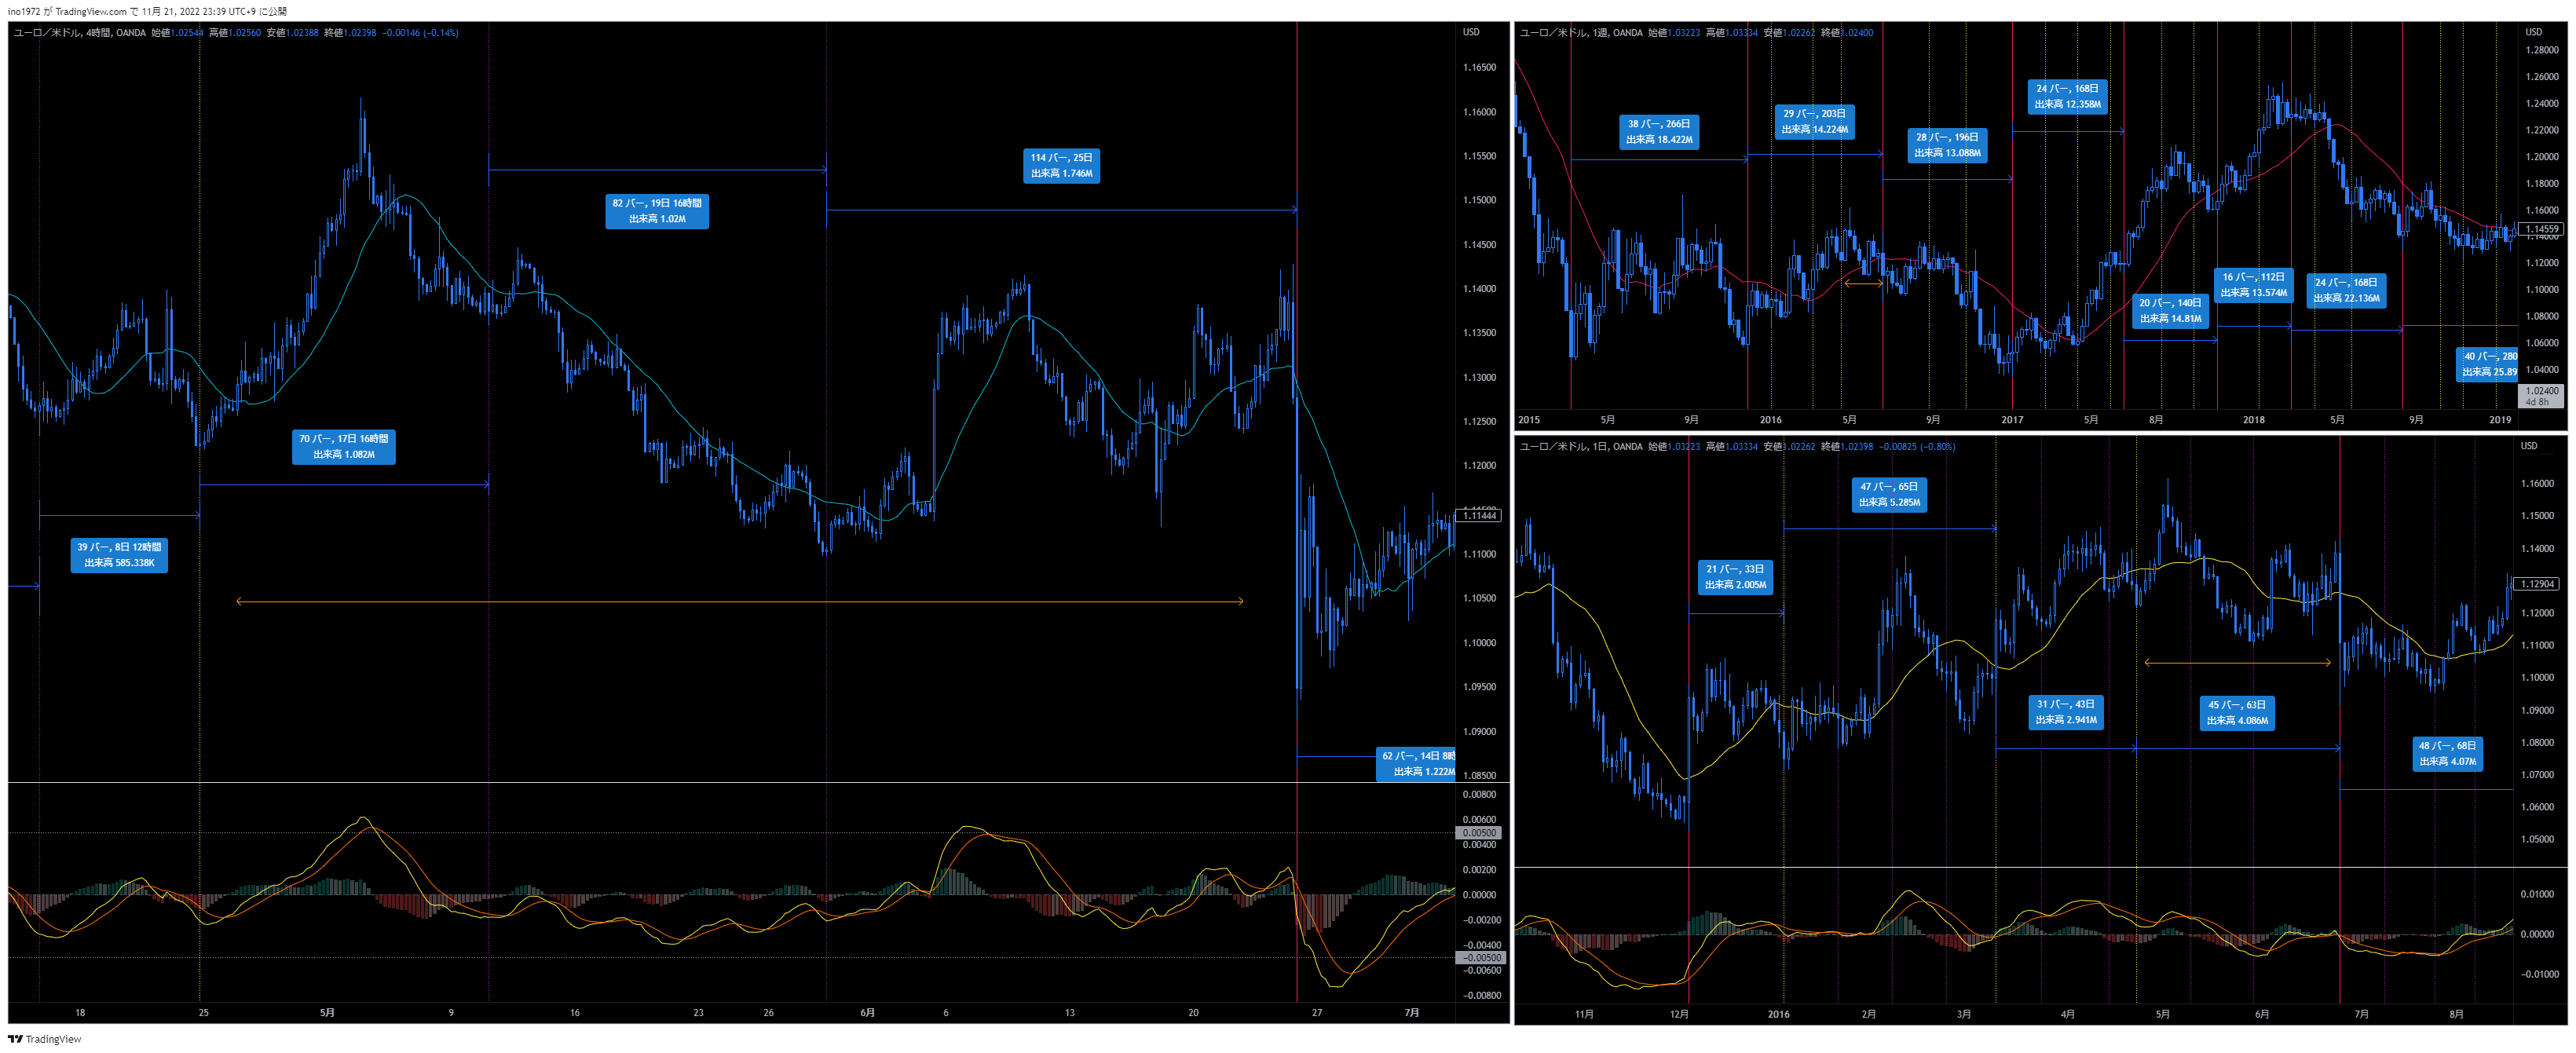 ino1972 が TradingView.com で 11月 21, 2022 23:39 UTC+9 に公開
ユーロ／米ドル, 4時間, OANDA 始値1.02544 高値1.02560 安値1.02388 終値1.02398 −0.00146 (−0.14%)
USD
1.16500
1.16000
1.15500
1.15000
1.14500
1.14000
1.13500
1.13000
1.12500
1.12000
1.11444
1.11000
1.10500
1.10000
1.09500
1.09000
1.08500
114 バー, 25日
出来高 1.746M
82 バー, 19日 16時間
出来高 1.02M
70 バー, 17日 16時間
出来高 1.082M
39 バー, 8日 12時間
出来高 585.338K
62 バー, 14日 8時
出来高 1.222M
0.00800
0.00600
0.00500
0.00400
0.00200
0.00000
−0.00200
−0.00400
−0.00500
−0.00600
−0.00800
18 25 5月 9 16 23 26 6月 6 13 20 27 7月
ユーロ／米ドル, 1週, OANDA 始値1.03223 高値1.03334 安値1.02262 終値1.02400
USD
1.28000
1.26000
1.24000
1.22000
1.20000
1.18000
1.16000
1.14559
1.14000
1.12000
1.10000
1.08000
1.06000
1.04000
1.02400
4d 8h
24 バー, 168日
出来高 12.358M
29 バー, 203日
出来高 14.224M
38 バー, 266日
出来高 18.422M
28 バー, 196日
出来高 13.088M
16 バー, 112日
出来高 13.574M
24 バー, 168日
出来高 22.136M
20 バー, 140日
出来高 14.81M
40 バー, 280
出来高 25.89
2015 5月 9月 2016 5月 9月 2017 5月 8月 2018 5月 9月 2019
ユーロ／米ドル, 1日, OANDA 始値1.03223 高値1.03334 安値1.02262 終値1.02398 −0.00825 (−0.80%)
USD
1.16000
1.15000
1.14000
1.12904
1.12000
1.11000
1.10000
1.09000
1.08000
1.07000
1.06000
1.05000
47 バー, 65日
出来高 5.285M
21 バー, 33日
出来高 2.005M
31 バー, 43日
出来高 2.941M
45 バー, 63日
出来高 4.086M
48 バー, 68日
出来高 4.07M
0.01000
0.00000
−0.01000
11月 12月 2016 2月 3月 4月 5月 6月 7月 8月
TradingView